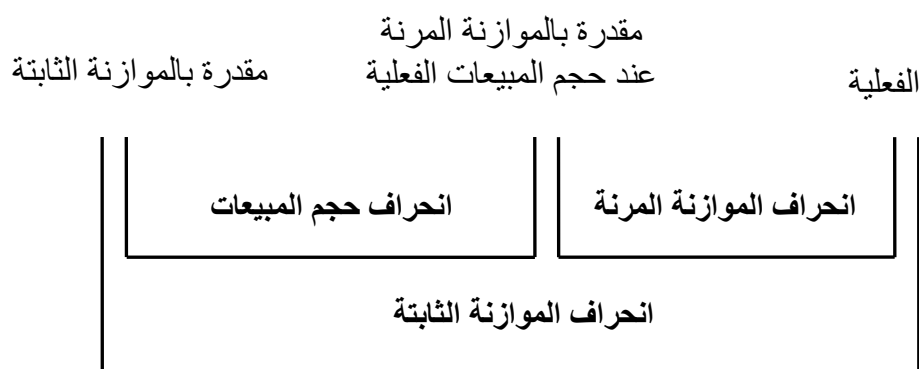 الفعلية
مقدرة بالموازنة المرنة
عند حجم المبيعات الفعلية
مقدرة بالموازنة الثابتة
انحراف الموازنة المرنة
انحراف حجم المبيعات
انحراف الموازنة الثابتة